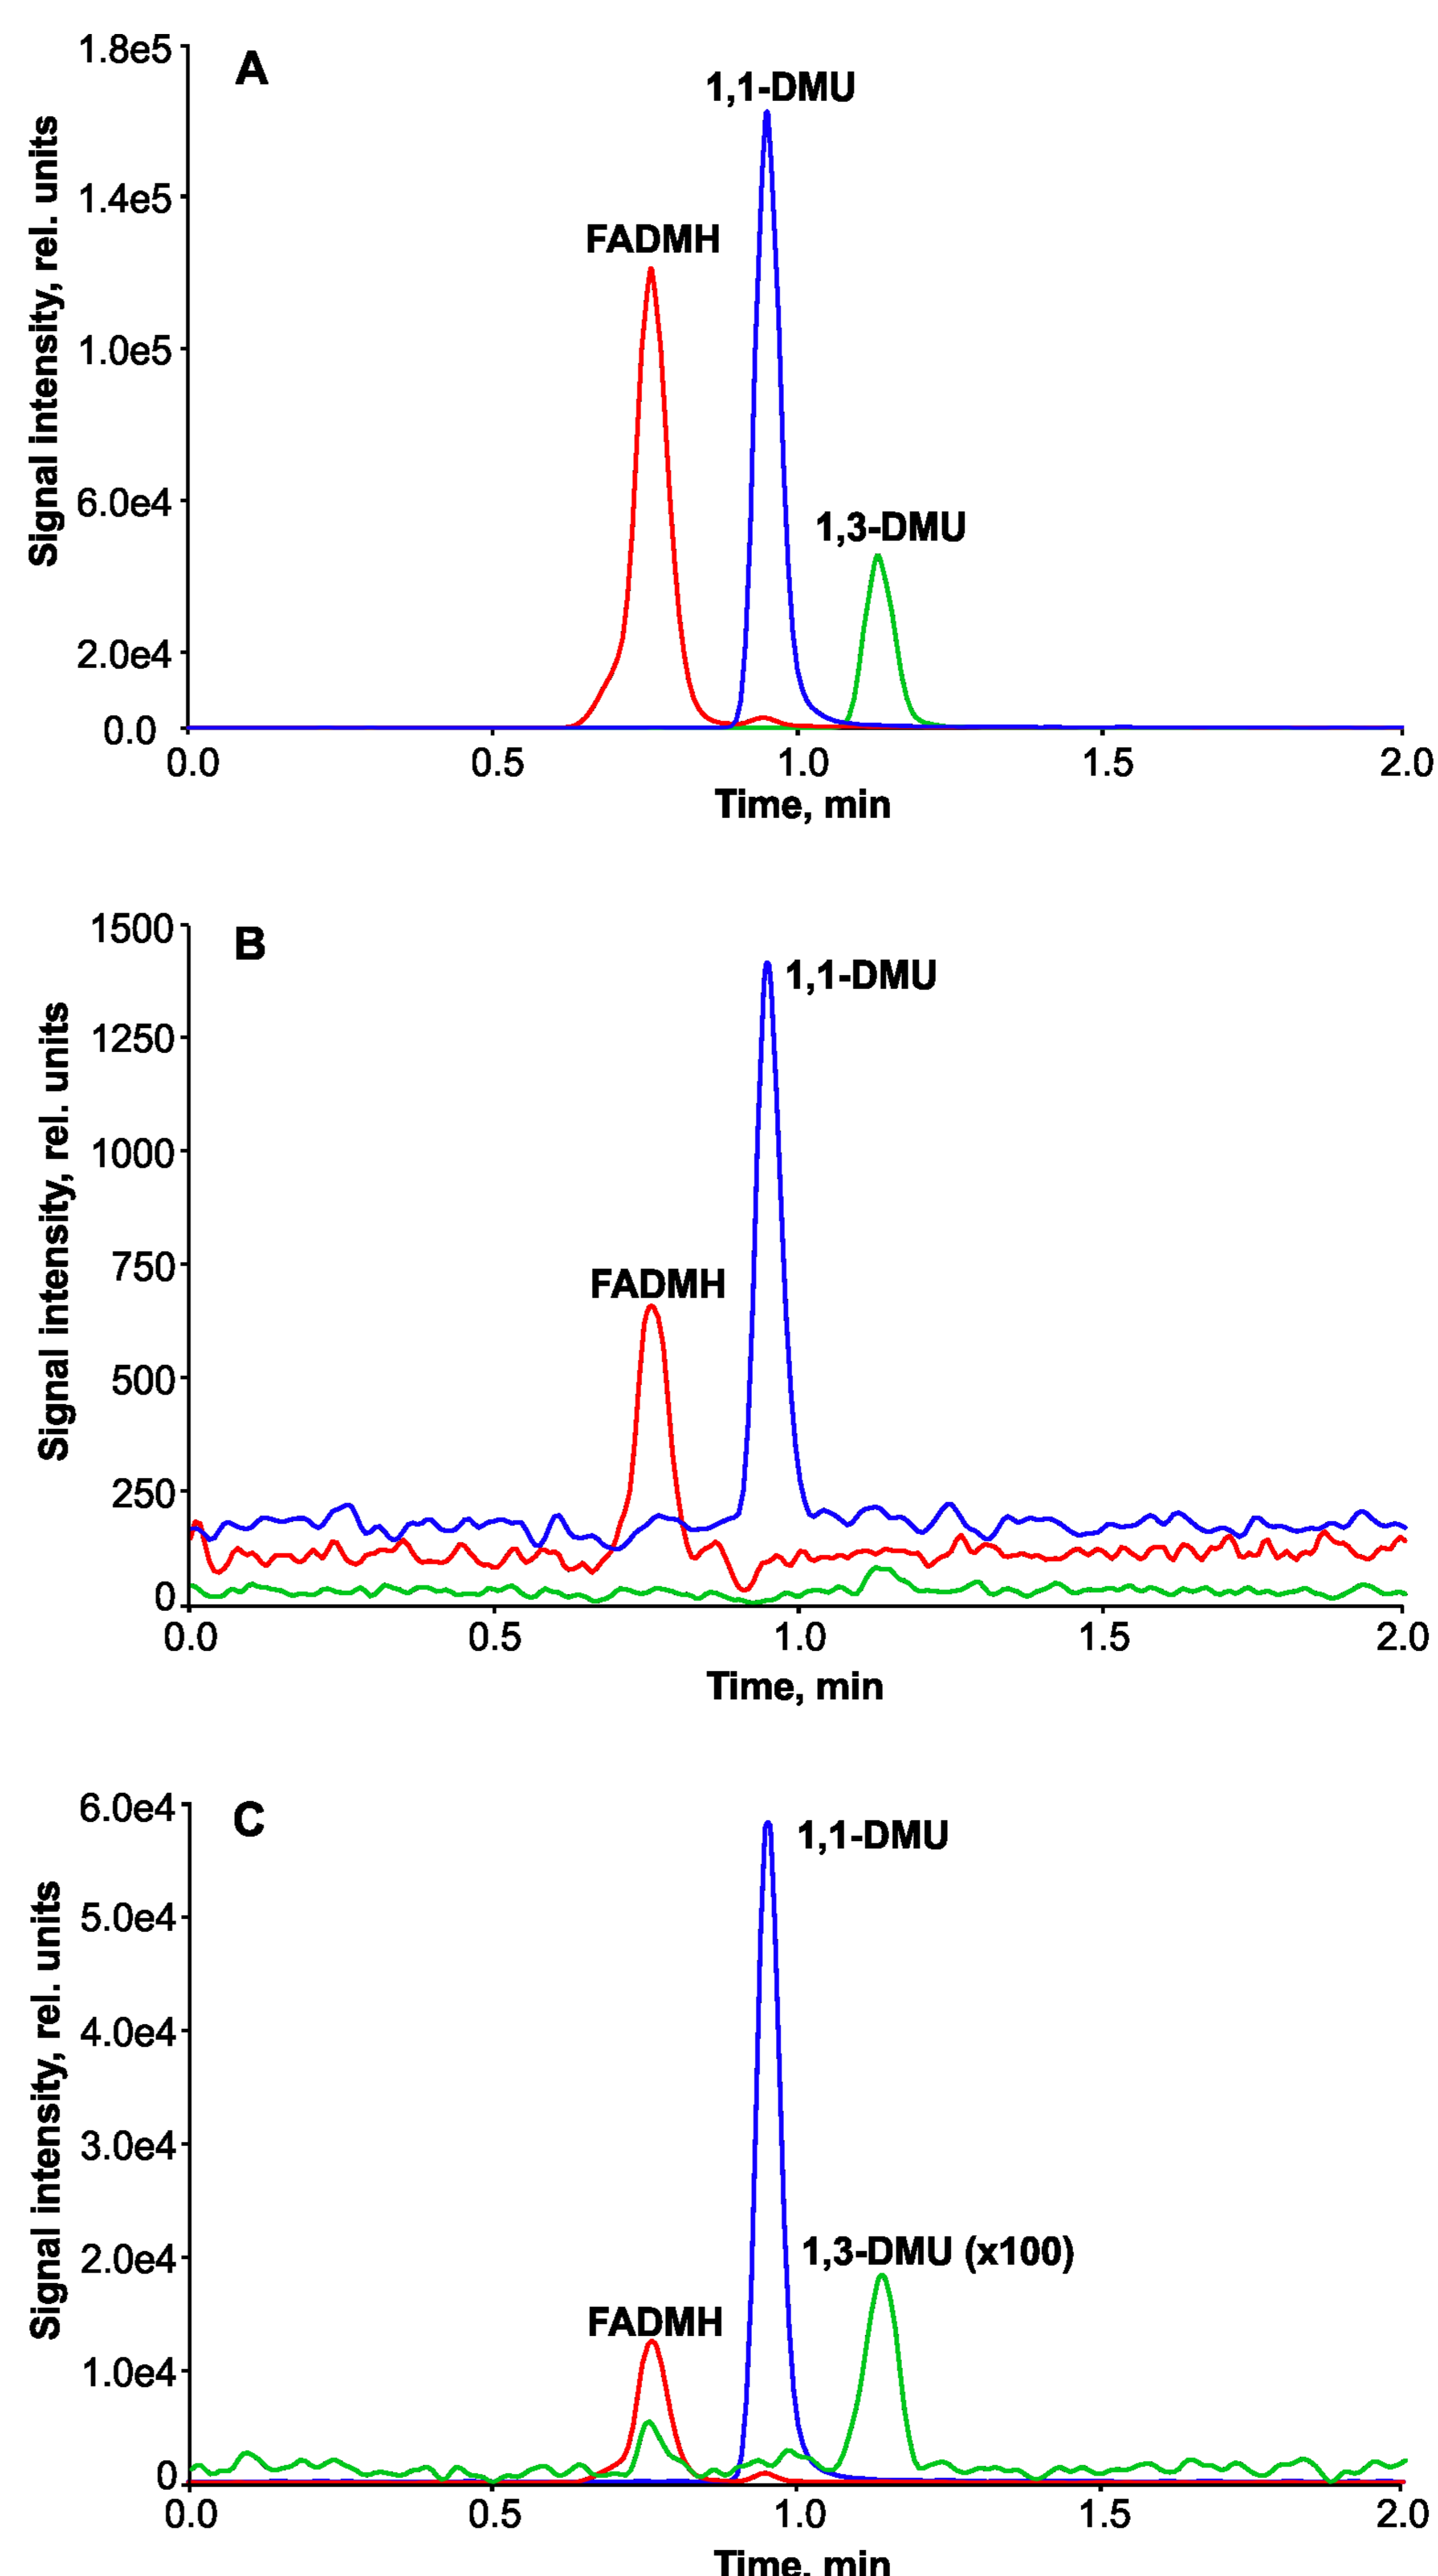 A
1.8e5
1.4e5
1.0e5
6.0e4
2.0e4
0.0
Signal intensity, rel. units
1,1-DMU
FADMH
1,3-DMU
0.0 0.5 1.0 1.5 2.0
Time, min
B
1500
1250
1000
750
500
250
0
Signal intensity, rel. units
1,1-DMU
FADMH
0.0 0.5 1.0 1.5 2.0
Time, min
C
6.0e4
5.0e4
4.0e4
3.0e4
2.0e4
1.0e4
0
Signal intensity, rel. units
1,1-DMU
1,3-DMU (x100)
FADMH
0.0 0.5 1.0 1.5 2.0
Time, min